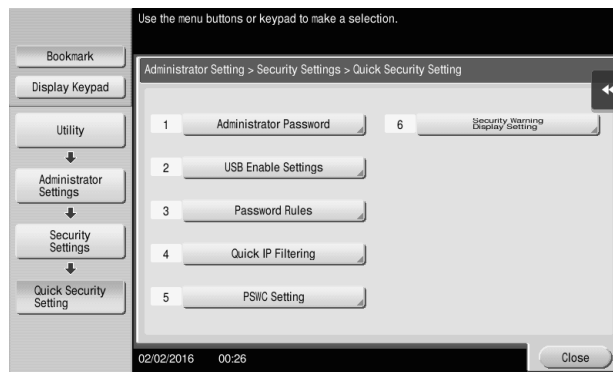 Use the menu buttons or keypad to make a selection.
Bookmark
Display Keypad
Utility
Administrator
Settings
Security
Settings
Quick Security
Setting
Administrator Setting > Security Settings > Quick Security Setting
1 Administrator Password
2 USB Enable Settings
3 Password Rules
4 Quick IP Filtering
5 PSWC Setting
6 Security Warning
Display Setting
02/02/2016 00:26
Close